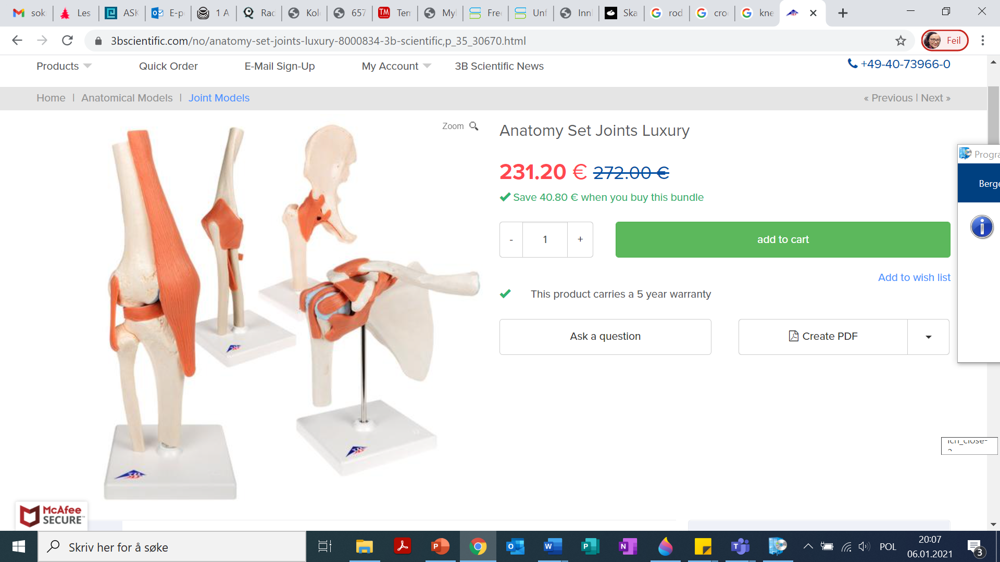 sok
Les
ASK
E-p
1 A
Rac
Kol
657
TM
Tem
My
Free
Unf
Inn
Ska
rod
cro
kne
3bscientific.com/no/anatomy-set-joints-luxury-8000834-3b-scientific,p_35_30670.html
Feil
Products
Quick Order
E-Mail Sign-Up
My Account
3B Scientific News
+49-40-73966-0
Home | Anatomical Models | Joint Models
« Previous | Next »
Zoom
Anatomy Set Joints Luxury
231.20 € 272.00 €
Save 40.80 € when you buy this bundle
- 1 +
add to cart
Add to wish list
This product carries a 5 year warranty
Ask a question
Create PDF
Progra
Berge
McAfee
SECURE™
Skriv her for å søke
POL
20:07
06.01.2021
3